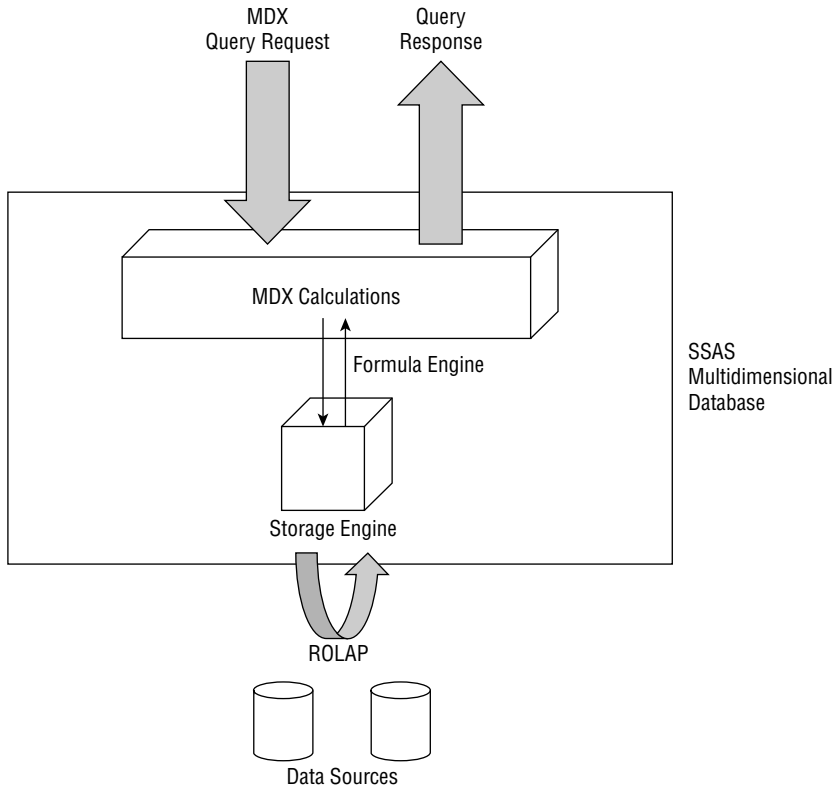 MDX
Query Request
Query
Response
MDX Calculations
Formula Engine
SSAS
Multidimensional
Database
Storage Engine
ROLAP
Data Sources